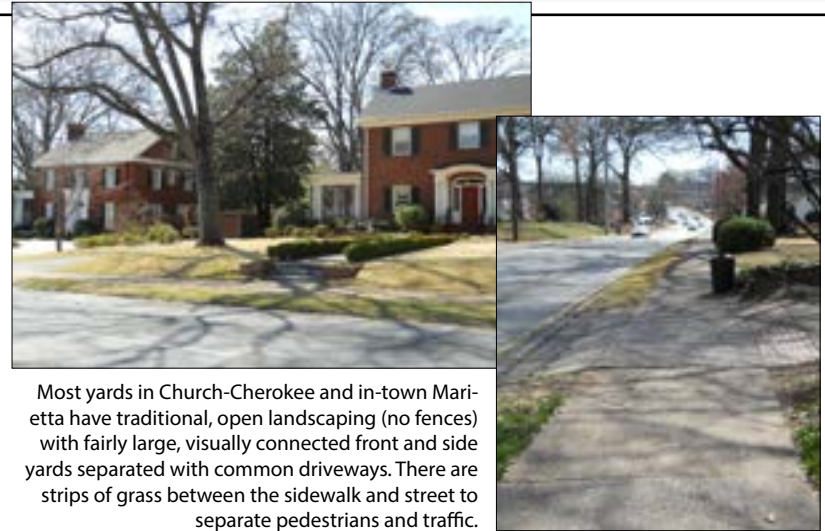 Most yards in Church-Cherokee and in-town Mari-
etta have traditional, open landscaping (no fences)
with fairly large, visually connected front and side
yards separated with common driveways. There are
strips of grass between the sidewalk and street to
separate pedestrians and traffic.